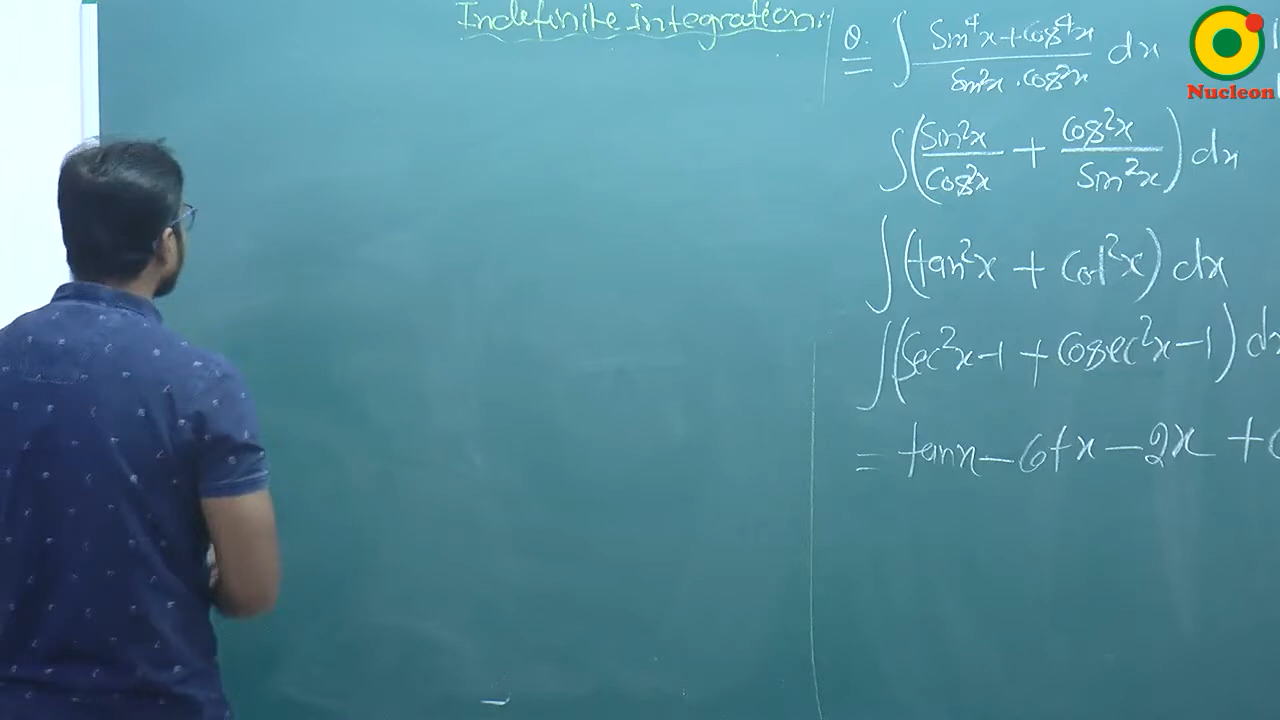 Indefinite Integration:
Q. ∫ Sin⁴x+Cos⁴x / Sin²x.Cos²x dx
∫(Sin²x/Cos²x + Cos²x/Sin²x) dx
∫(tan²x + Cot²x) dx
∫(Sec²x-1 + Cosec²x-1) dx
= tanx - Cotx - 2x + C
Nucleon